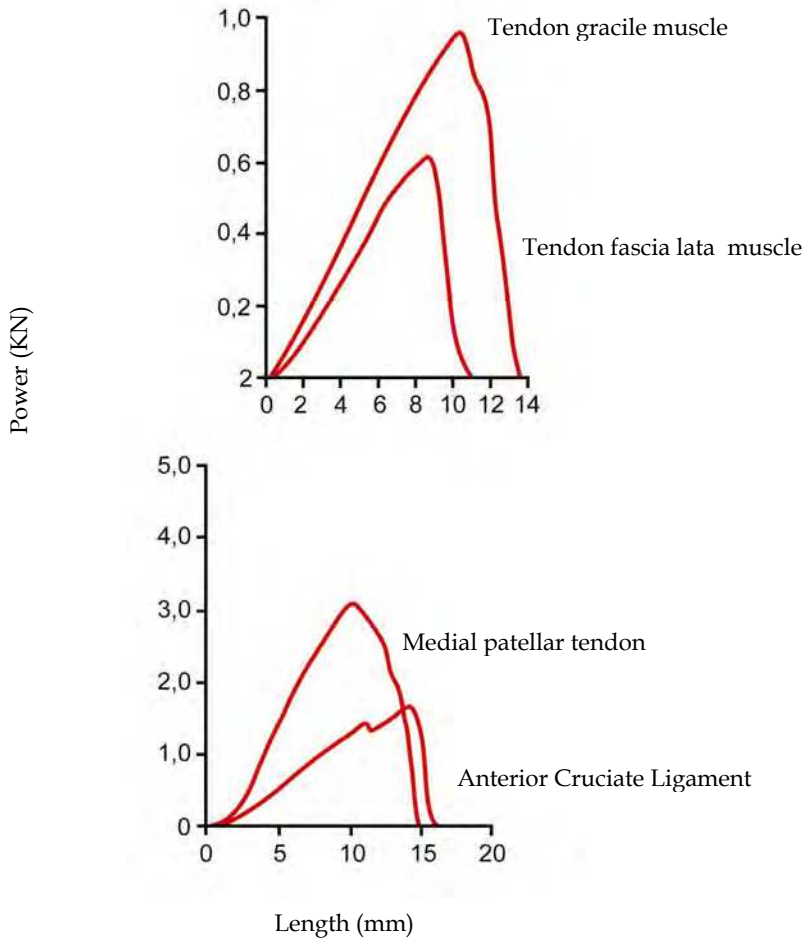 1,0
Tendon gracile muscle
0,8
0,6
0,4
Tendon fascia lata  muscle
0,2
2
0 2 4 6 8 10 12 14
Power (KN)
5,0
4,0
3,0
Medial patellar tendon
2,0
1,0
Anterior Cruciate Ligament
0
0 5 10 15 20
Length (mm)